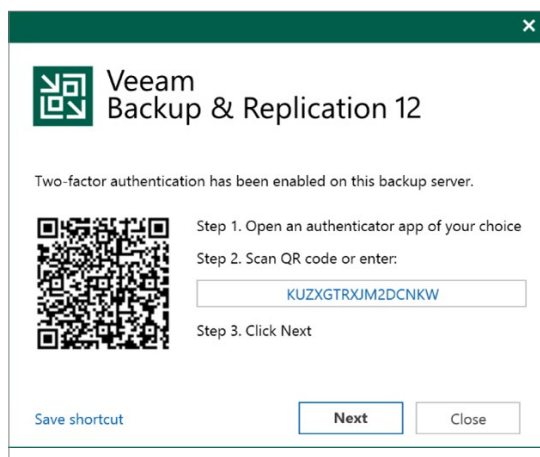 Veeam
Backup & Replication 12
Two-factor authentication has been enabled on this backup server.
Step 1. Open an authenticator app of your choice
Step 2. Scan QR code or enter:
KUZXGTRXJM2DCNKW
Step 3. Click Next
Save shortcut
Next
Close